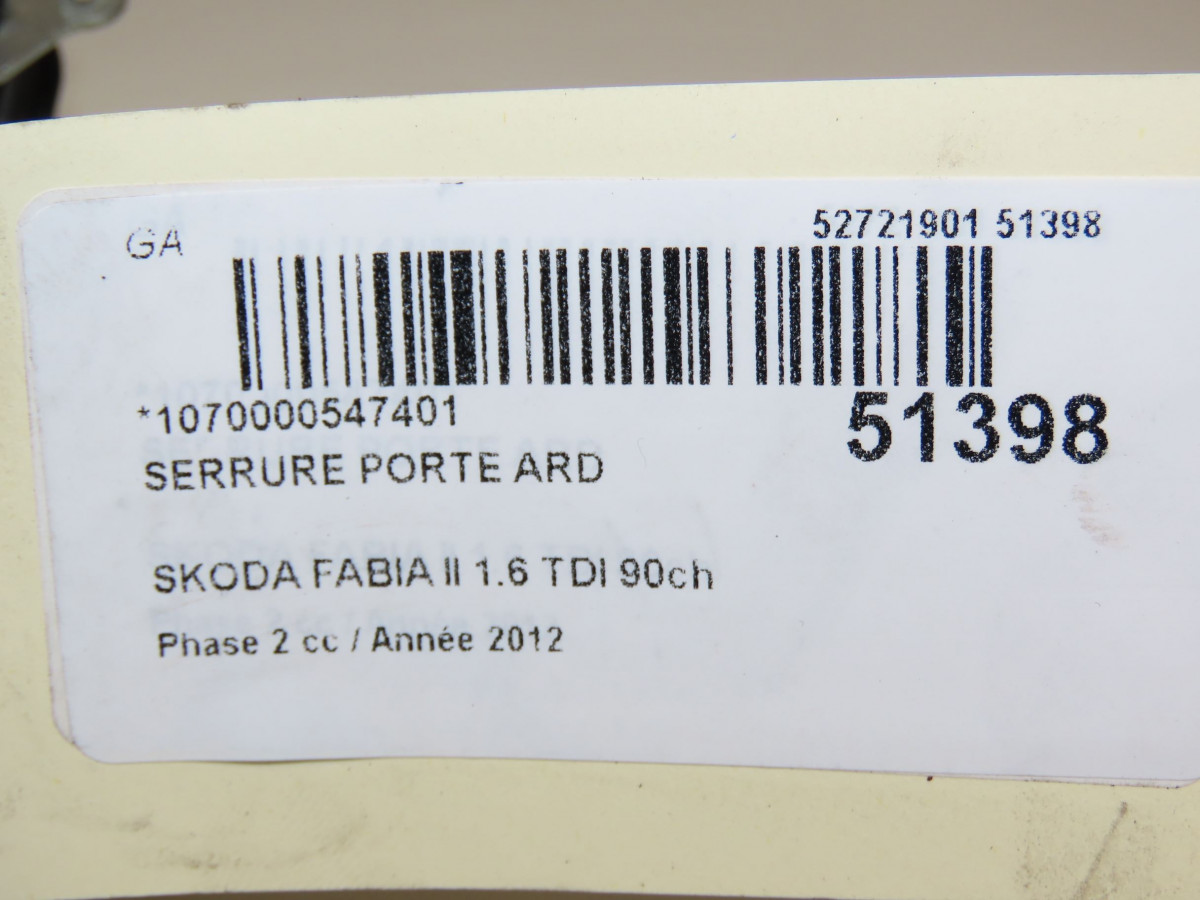 GA
52721901 51398
*1070000547401
51398
SERRURE PORTE ARD
SKODA FABIA II 1.6 TDI 90ch
Phase 2 cc / Année 2012